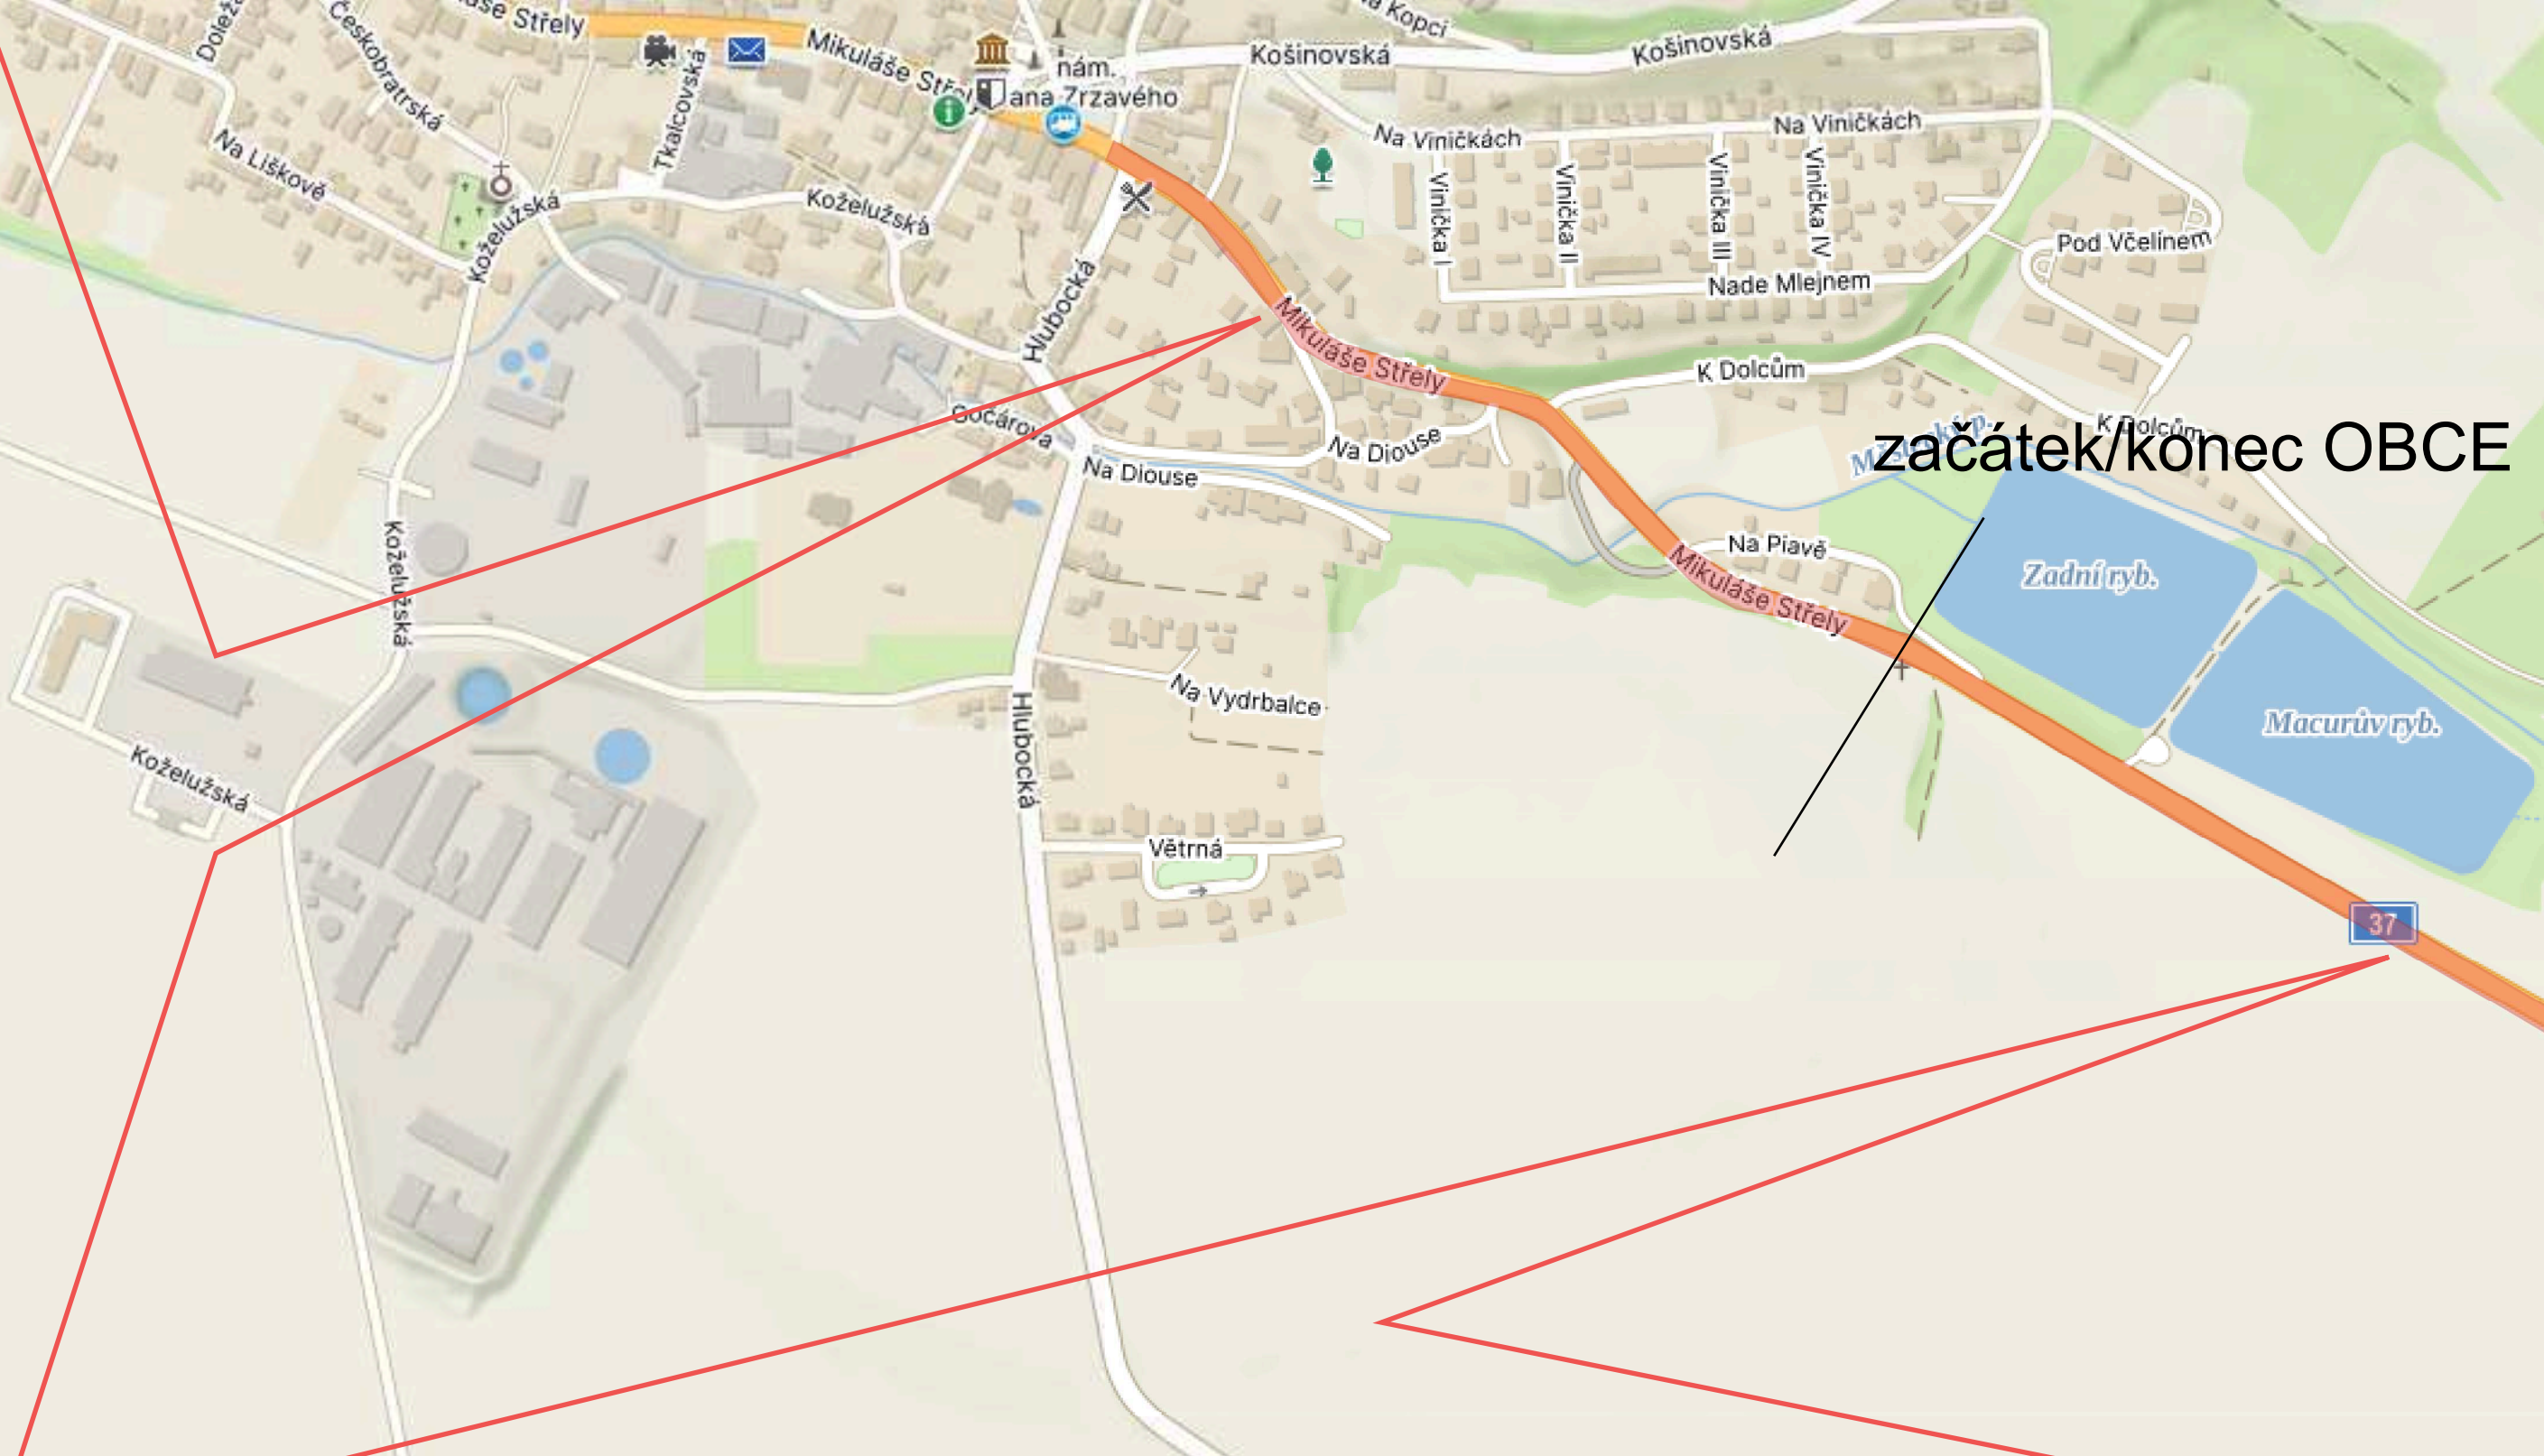 Střely
Českobratrská
Mikuláše
nám.
ana Zrzavého
Košinovská
Košinovská
Kopci
Tkalcovská
Na Liškově
Koželužská
Koželužská
Na Viničkách
Na Viničkách
Vinička I
Vinička II
Vinička III
Vinička IV
Pod Včelínem
Nade Mlejnem
Hlubocká
Mikuláše Střely
K Dolcům
K Dolcům
začátek/konec OBCE
Gočárova
Na Diouse
Na Diouse
Koželužská
Na Piavě
Mikuláše Střely
Zadní ryb.
Macurův ryb.
Na Vydrbalce
Hlubocká
Koželužská
Větrná
37